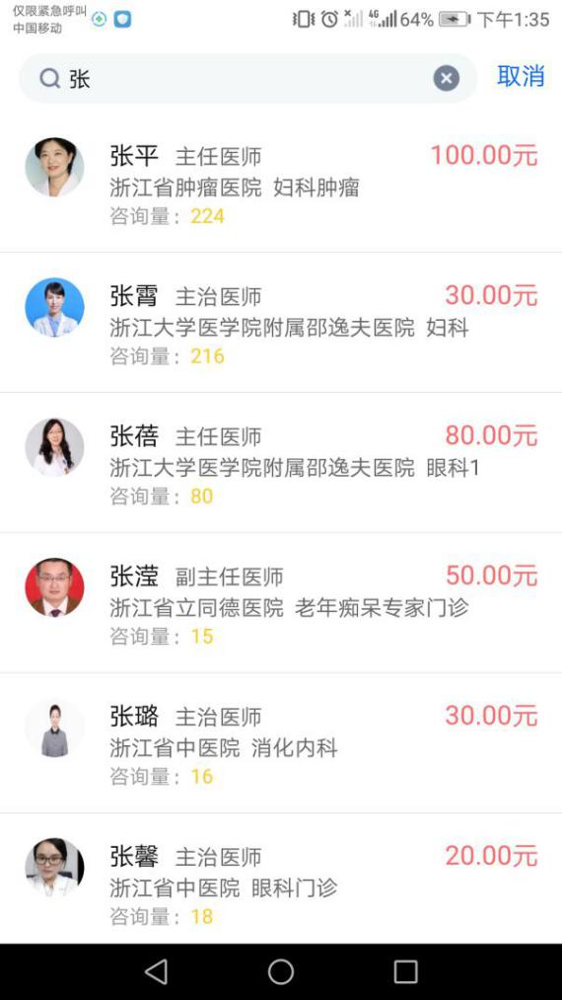 仅限紧急呼叫
中国移动
4G 64% 下午1:35
张 取消
张平 主任医师 100.00元
浙江省肿瘤医院 妇科肿瘤
咨询量：224
张霄 主治医师 30.00元
浙江大学医学院附属邵逸夫医院 妇科
咨询量：216
张蓓 主任医师 80.00元
浙江大学医学院附属邵逸夫医院 眼科1
咨询量：80
张滢 副主任医师 50.00元
浙江省立同德医院 老年痴呆专家门诊
咨询量：15
张璐 主治医师 30.00元
浙江省中医院 消化内科
咨询量：16
张馨 主治医师 20.00元
浙江省中医院 眼科门诊
咨询量：18